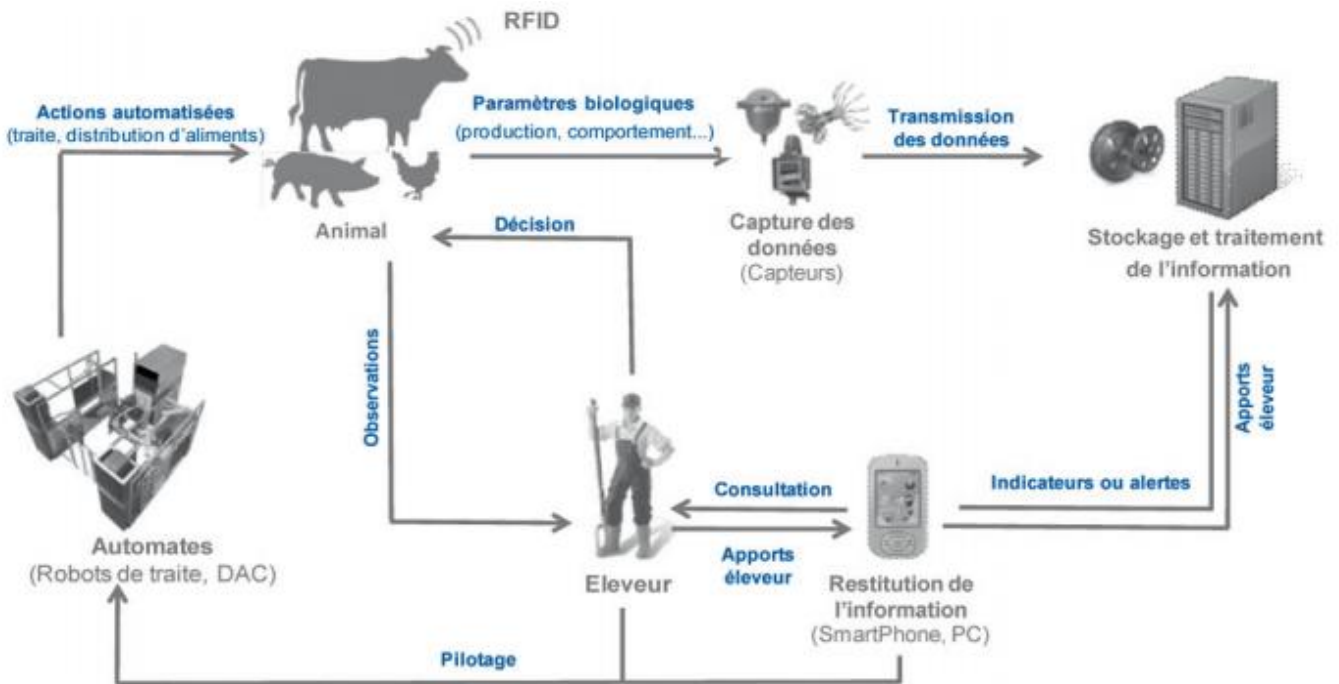 RFID
Actions automatisées
(traite, distribution d'aliments)
Paramètres biologiques
(production, comportement...)
Transmission
des données
Animal
Décision
Capture des
données
(Capteurs)
Stockage et traitement
de l'information
Observations
Apports
éleveur
Automates
(Robots de traite, DAC)
Eleveur
Consultation
Apports
éleveur
Indicateurs ou alertes
Restitution de
l'information
(SmartPhone, PC)
Pilotage